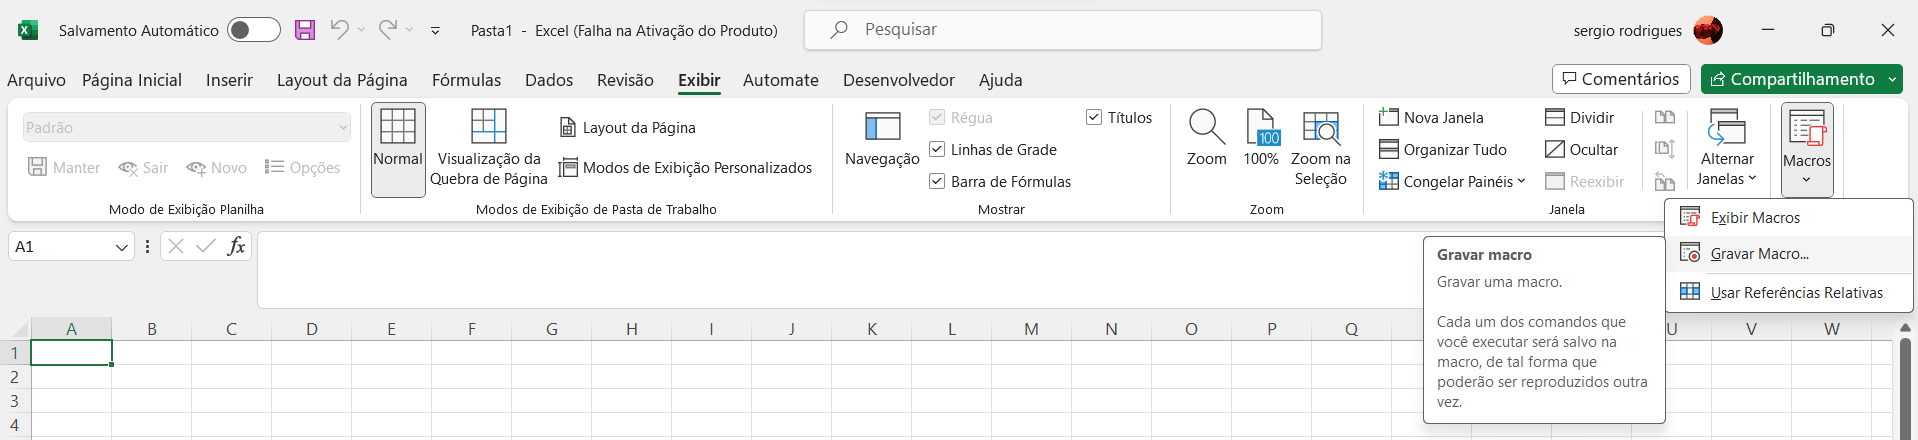 Salvamento Automático
Pasta1 - Excel (Falha na Ativação do Produto)
Pesquisar
sergio rodrigues
Arquivo Página Inicial Inserir Layout da Página Fórmulas Dados Revisão Exibir Automate Desenvolvedor Ajuda
Comentários
Compartilhamento
Padrão
Manter Sair Novo Opções
Modo de Exibição Planilha
Normal
Visualização da
Quebra de Página
Layout da Página
Modos de Exibição Personalizados
Modos de Exibição de Pasta de Trabalho
Navegação
Régua
Linhas de Grade
Barra de Fórmulas
Títulos
Mostrar
Zoom
100
100%
Zoom na
Seleção
Zoom
Nova Janela
Organizar Tudo
Congelar Painéis
Dividir
Ocultar
Reexibir
Alternar
Janelas
Janela
Macros
Exibir Macros
Gravar Macro...
Usar Referências Relativas
A1
fx
Gravar macro
Gravar uma macro.
Cada um dos comandos que
você executar será salvo na
macro, de tal forma que
poderão ser reproduzidos outra
vez.
A B C D E F G H I J K L M N O P Q U V W
1
2
3
4